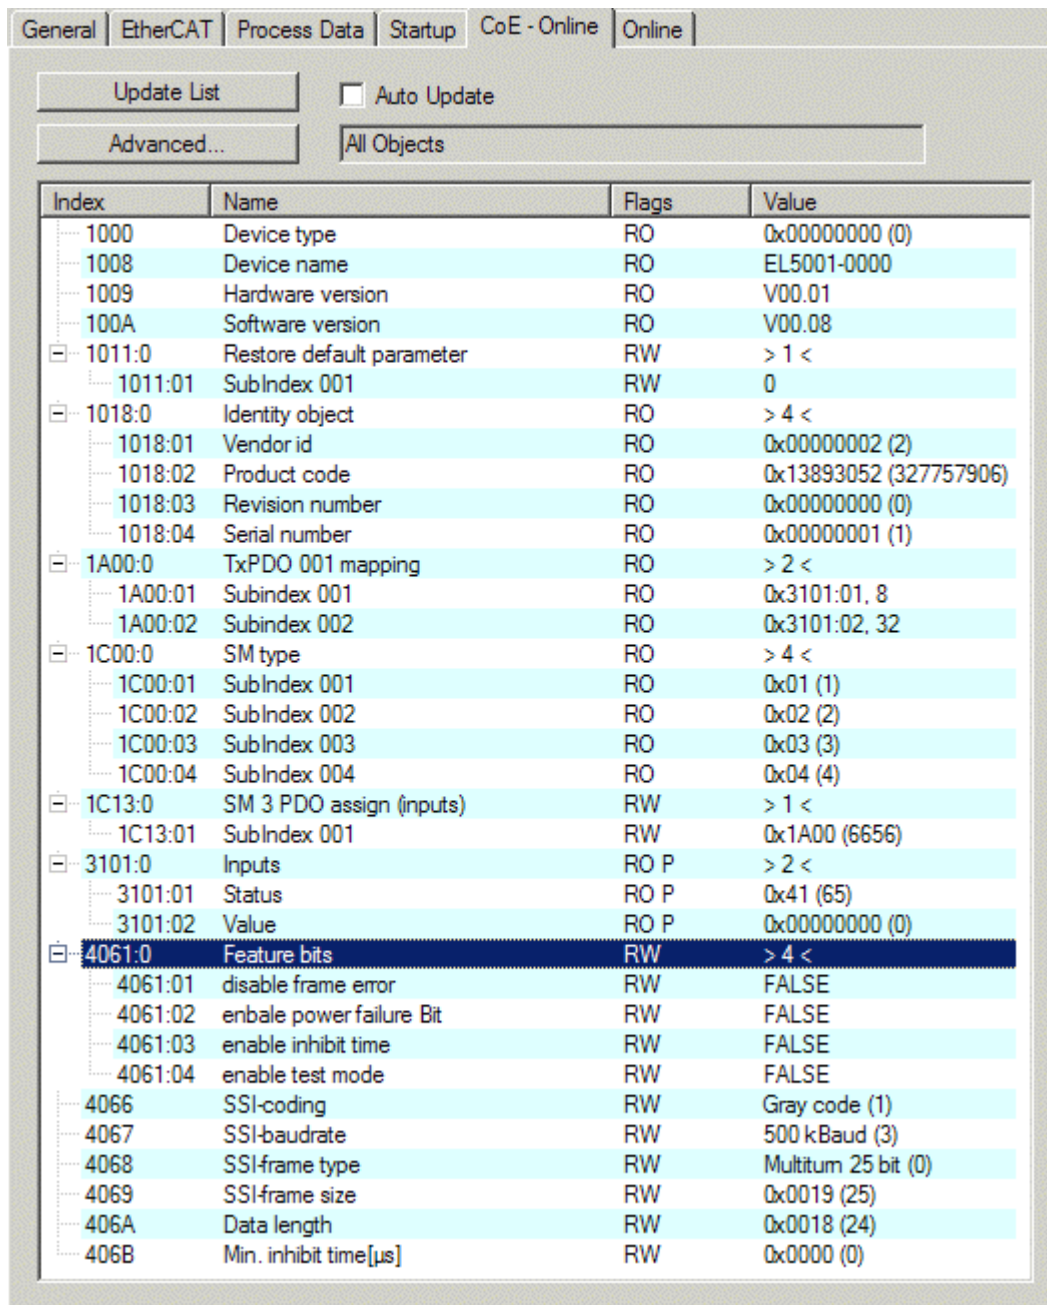 General EtherCAT Process Data Startup CoE - Online Online
Update List Auto Update
Advanced... All Objects
Index Name Flags Value
1000 Device type RO 0x00000000 (0)
1008 Device name RO EL5001-0000
1009 Hardware version RO V00.01
100A Software version RO V00.08
1011:0 Restore default parameter RW > 1 <
1011:01 SubIndex 001 RW 0
1018:0 Identity object RO > 4 <
1018:01 Vendor id RO 0x00000002 (2)
1018:02 Product code RO 0x13893052 (327757906)
1018:03 Revision number RO 0x00000000 (0)
1018:04 Serial number RO 0x00000001 (1)
1A00:0 TxPDO 001 mapping RO > 2 <
1A00:01 Subindex 001 RO 0x3101:01, 8
1A00:02 Subindex 002 RO 0x3101:02, 32
1C00:0 SM type RO > 4 <
1C00:01 SubIndex 001 RO 0x01 (1)
1C00:02 SubIndex 002 RO 0x02 (2)
1C00:03 SubIndex 003 RO 0x03 (3)
1C00:04 SubIndex 004 RO 0x04 (4)
1C13:0 SM 3 PDO assign (inputs) RW > 1 <
1C13:01 SubIndex 001 RW 0x1A00 (6656)
3101:0 Inputs RO P > 2 <
3101:01 Status RO P 0x41 (65)
3101:02 Value RO P 0x00000000 (0)
4061:0 Feature bits RW > 4 <
4061:01 disable frame error RW FALSE
4061:02 enbale power failure Bit RW FALSE
4061:03 enable inhibit time RW FALSE
4061:04 enable test mode RW FALSE
4066 SSI-coding RW Gray code (1)
4067 SSI-baudrate RW 500 kBaud (3)
4068 SSI-frame type RW Multiturn 25 bit (0)
4069 SSI-frame size RW 0x0019 (25)
406A Data length RW 0x0018 (24)
406B Min. inhibit time[µs] RW 0x0000 (0)